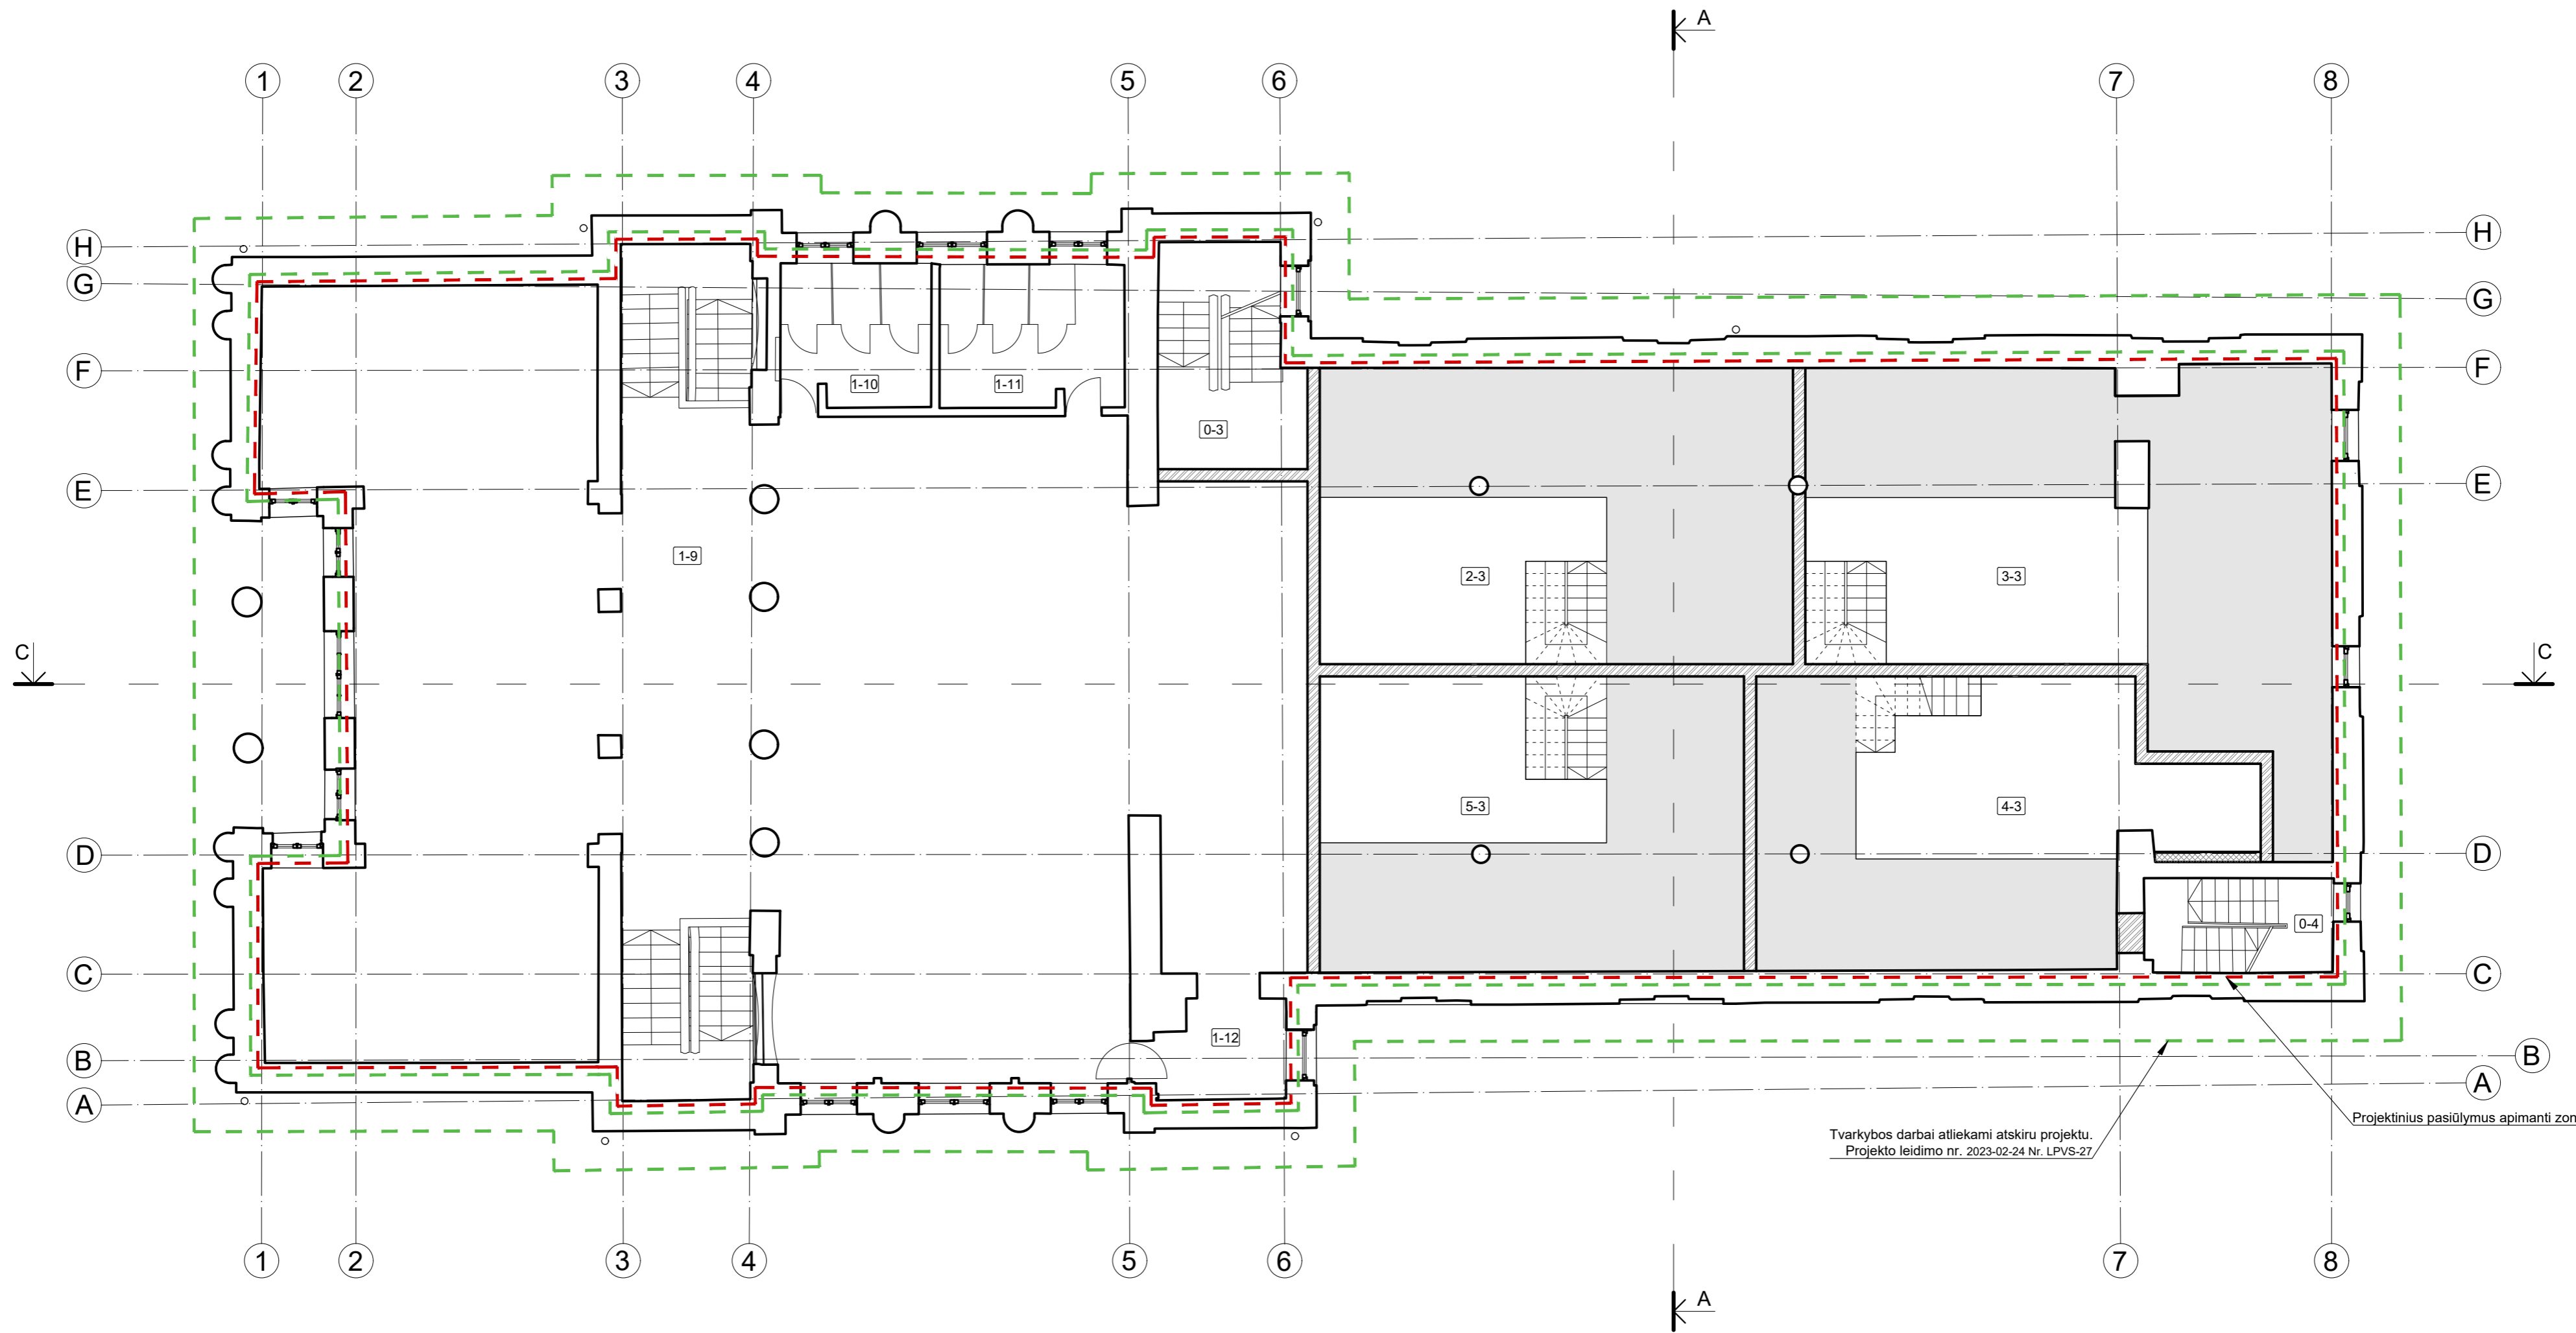 A
1 2 3 4 5 6 7 8
H H
G G
F F
1-10 1-11
0-3
E E
1-9
2-3 3-3
C C
5-3 4-3
D D
0-4
C C
1-12
B B
A A
Projektinius pasiūlymus apimanti zon
Tvarkybos darbai atliekami atskiru projektu.
Projekto leidimo nr. 2023-02-24 Nr. LPVS-27
1 2 3 4 5 6 7 8
A